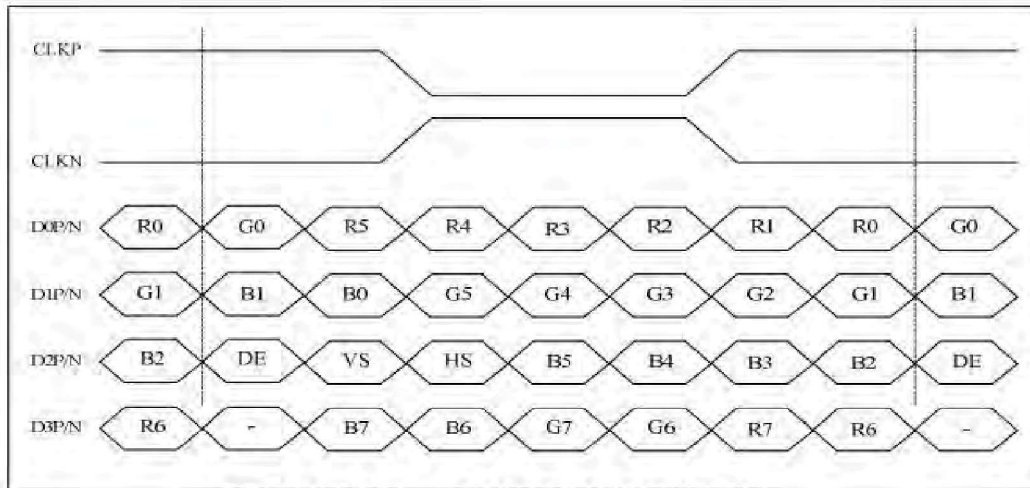 CLKP
CLKN
D0P/N R0 G0 R5 R4 R3 R2 R1 R0 G0
D1P/N G1 B1 B0 G5 G4 G3 G2 G1 B1
D2P/N B2 DE VS HS B5 B4 B3 B2 DE
D3P/N R6 - B7 B6 G7 G6 R7 R6 -